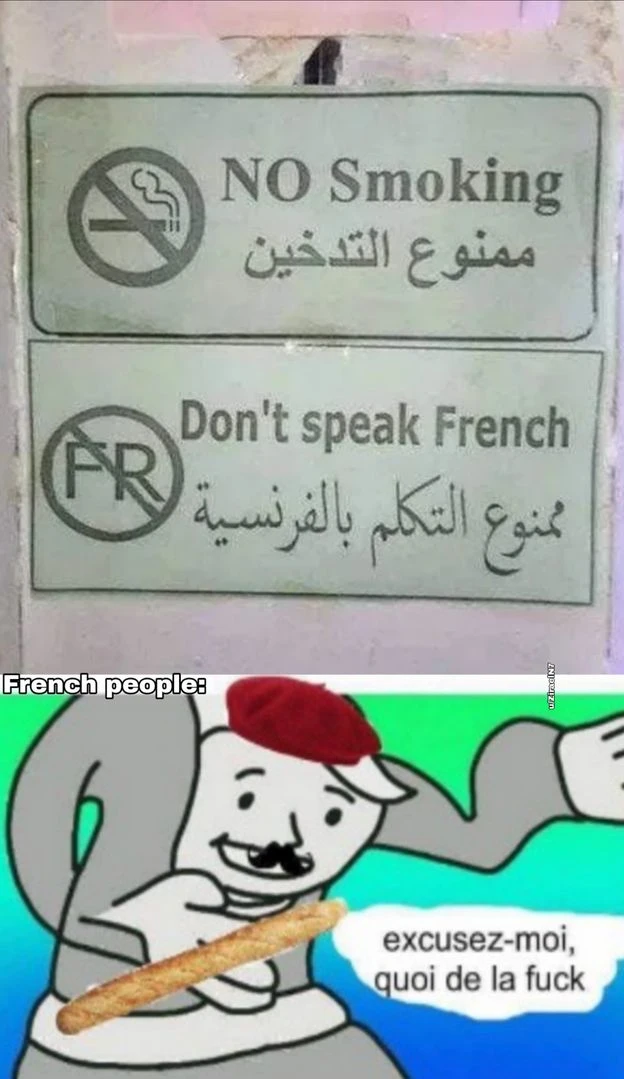 NO Smoking
ممنوع التدخين
Don't speak French
FR
ممنوع التكلم بالفرنسية
French people:
u/ZiraelN7
excusez-moi,
quoi de la fuck